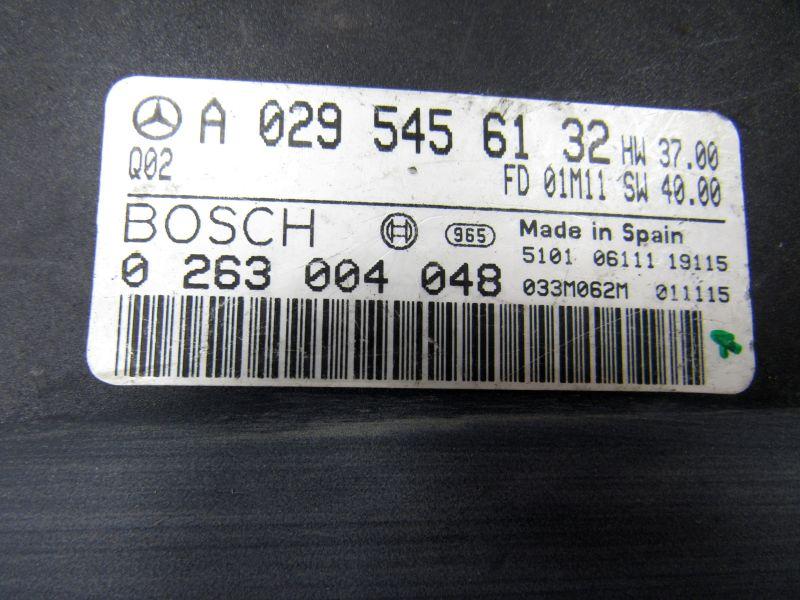 A 029 545 61 32 HW 37.00
Q02 FD 01M11 SW 40.00
BOSCH 965 Made in Spain
5101 06111 19115
0 263 004 048 033M062M 011115